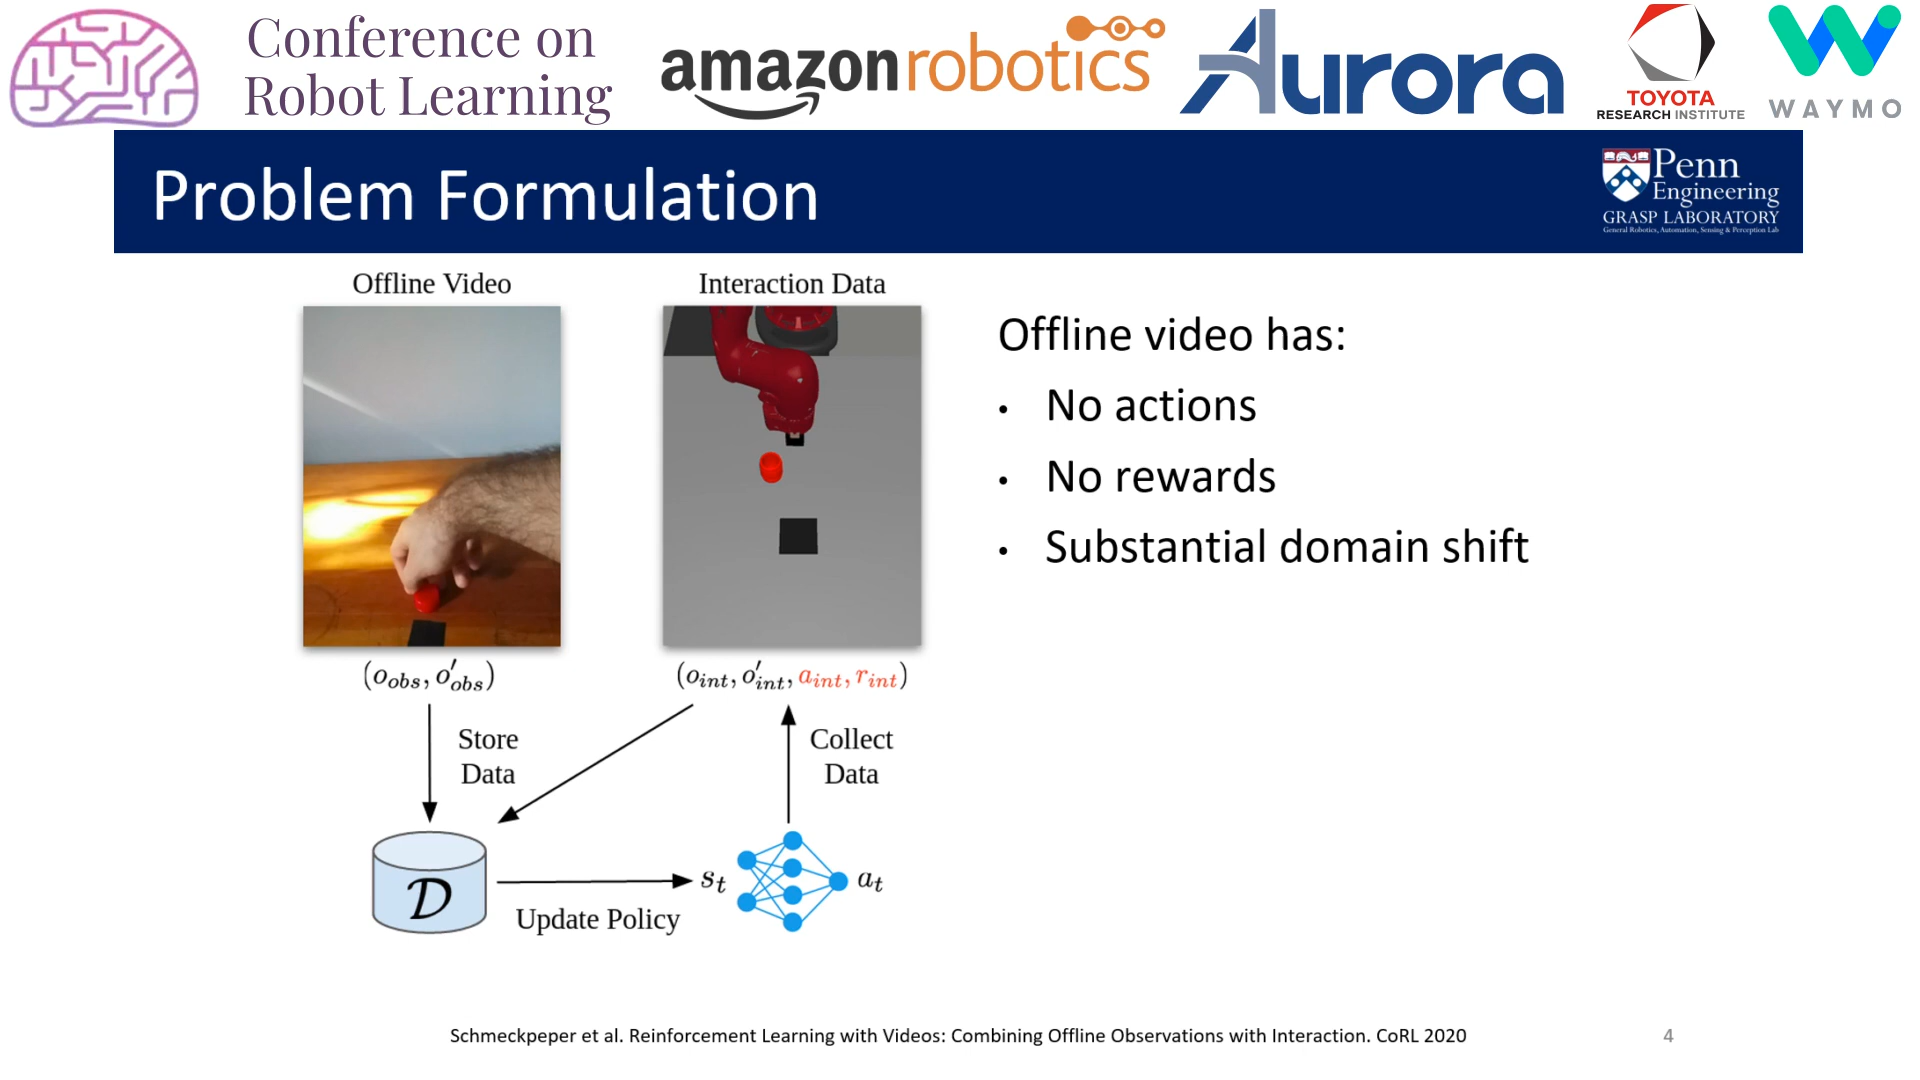 Conference on
Robot Learning
amazon robotics
Aurora
TOYOTA
RESEARCH INSTITUTE
WAYMO
Problem Formulation
Penn
Engineering
GRASP LABORATORY
General Robotics, Automation, Sensing & Perception Lab
Offline Video
Interaction Data
Offline video has:
• No actions
• No rewards
• Substantial domain shift
(o_obs, o′_obs)
(o_int, o′_int, a_int, r_int)
Store
Data
Collect
Data
D
s_t
a_t
Update Policy
Schmeckpeper et al. Reinforcement Learning with Videos: Combining Offline Observations with Interaction. CoRL 2020
4